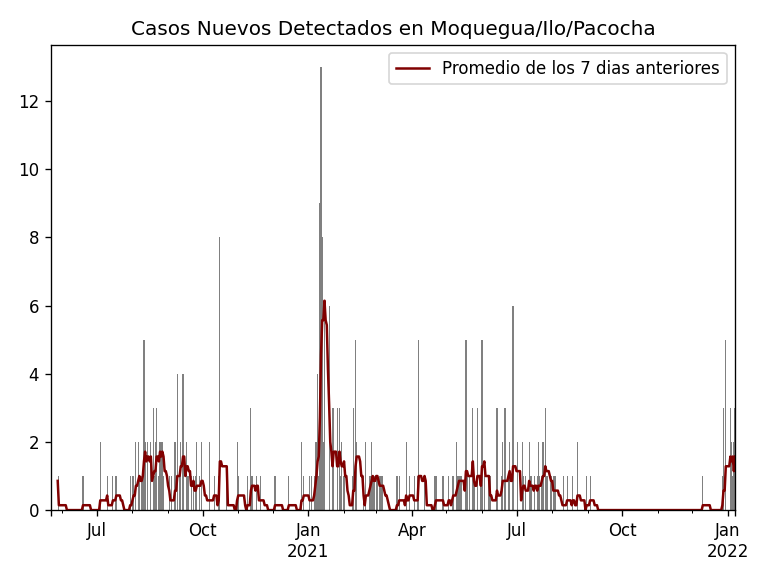 Casos Nuevos Detectados en Moquegua/Ilo/Pacocha
Promedio de los 7 dias anteriores
12
10
8
6
4
2
0
Jul
Oct
Jan
Apr
Jul
Oct
Jan
2021
2022